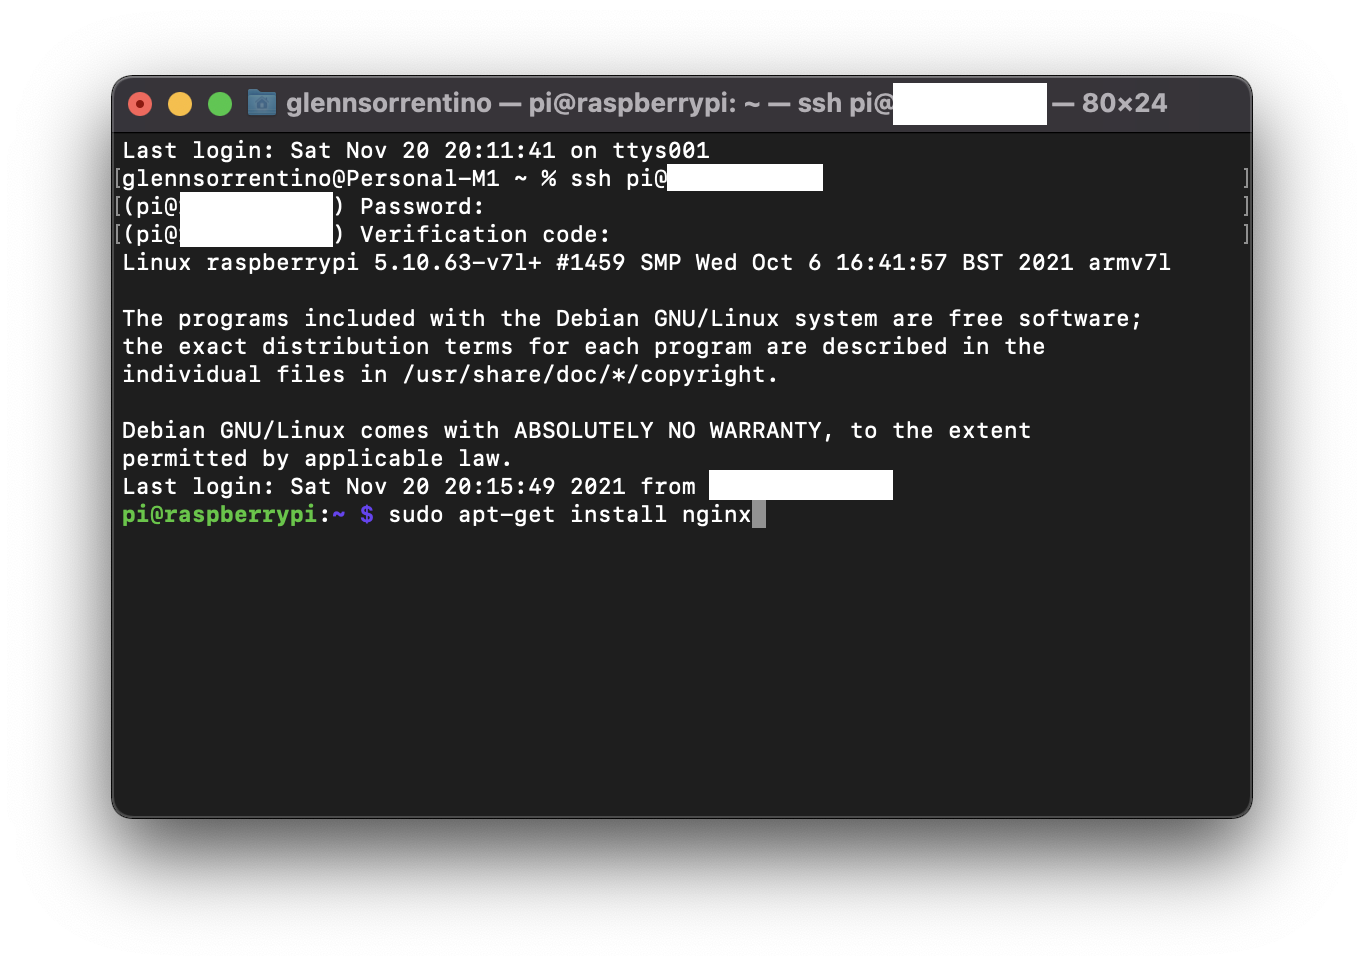 glennsorrentino — pi@raspberrypi: ~ — ssh pi@ — 80×24
Last login: Sat Nov 20 20:11:41 on ttys001
[glennsorrentino@Personal-M1 ~ % ssh pi@ ]
[(pi@ ) Password: ]
[(pi@ ) Verification code: ]
Linux raspberrypi 5.10.63-v7l+ #1459 SMP Wed Oct 6 16:41:57 BST 2021 armv7l
The programs included with the Debian GNU/Linux system are free software;
the exact distribution terms for each program are described in the
individual files in /usr/share/doc/*/copyright.
Debian GNU/Linux comes with ABSOLUTELY NO WARRANTY, to the extent
permitted by applicable law.
Last login: Sat Nov 20 20:15:49 2021 from
pi@raspberrypi:~ $ sudo apt-get install nginx